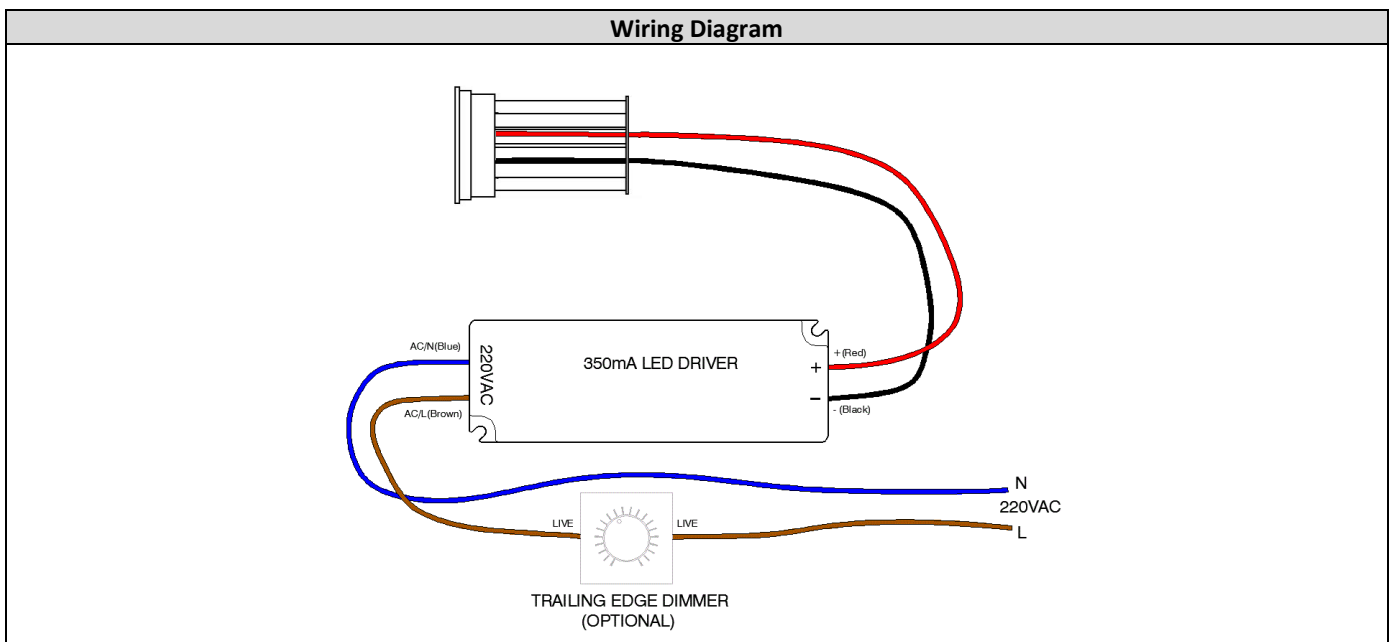 Wiring Diagram
AC/N(Blue)
220VAC
AC/L(Brown)
350mA LED DRIVER
+
+(Red)
−
- (Black)
N
220VAC
L
LIVE
LIVE
TRAILING EDGE DIMMER
(OPTIONAL)